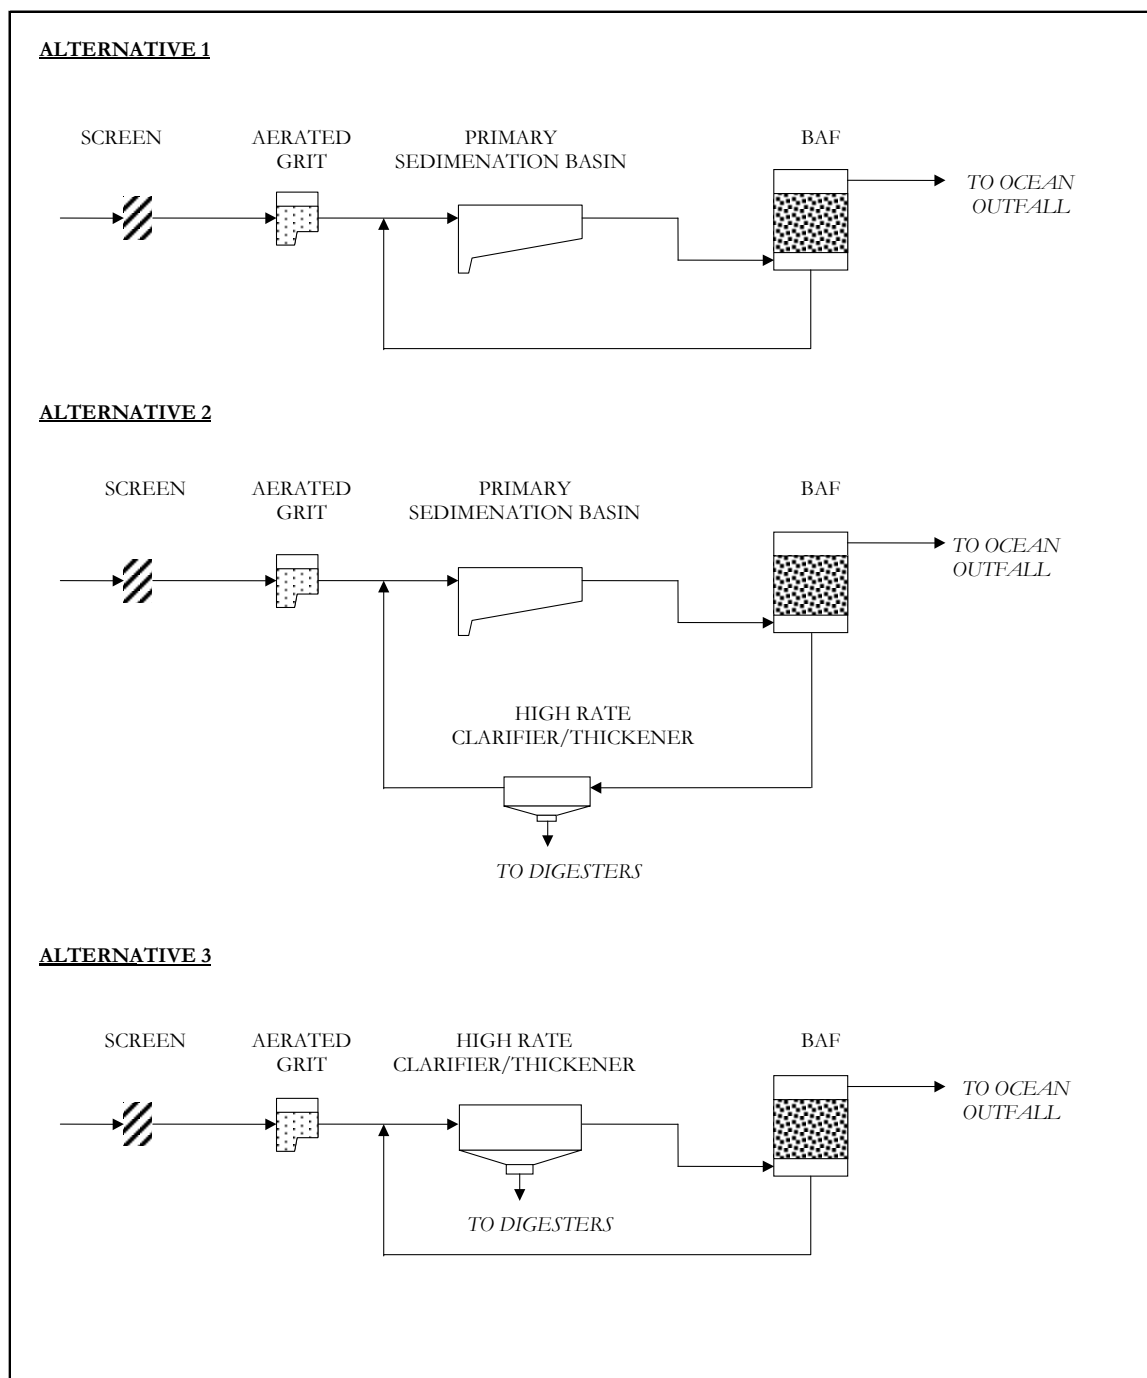 ALTERNATIVE 1
SCREEN
AERATED
GRIT
PRIMARY
SEDIMENATION BASIN
BAF
TO OCEAN
OUTFALL
ALTERNATIVE 2
SCREEN
AERATED
GRIT
PRIMARY
SEDIMENATION BASIN
BAF
TO OCEAN
OUTFALL
HIGH RATE
CLARIFIER/THICKENER
TO DIGESTERS
ALTERNATIVE 3
SCREEN
AERATED
GRIT
HIGH RATE
CLARIFIER/THICKENER
BAF
TO OCEAN
OUTFALL
TO DIGESTERS